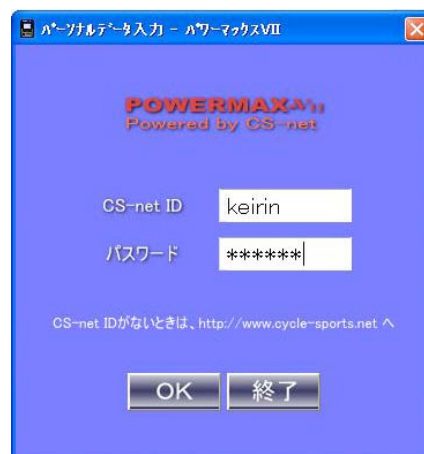 パーソナルデータ入力 - パワーマックスVII
POWERMAX-VII
Powered by CS-net
CS-net ID
keirin
パスワード
******
CS-net IDがないときは、http://www.cycle-sports.net へ
OK
終了